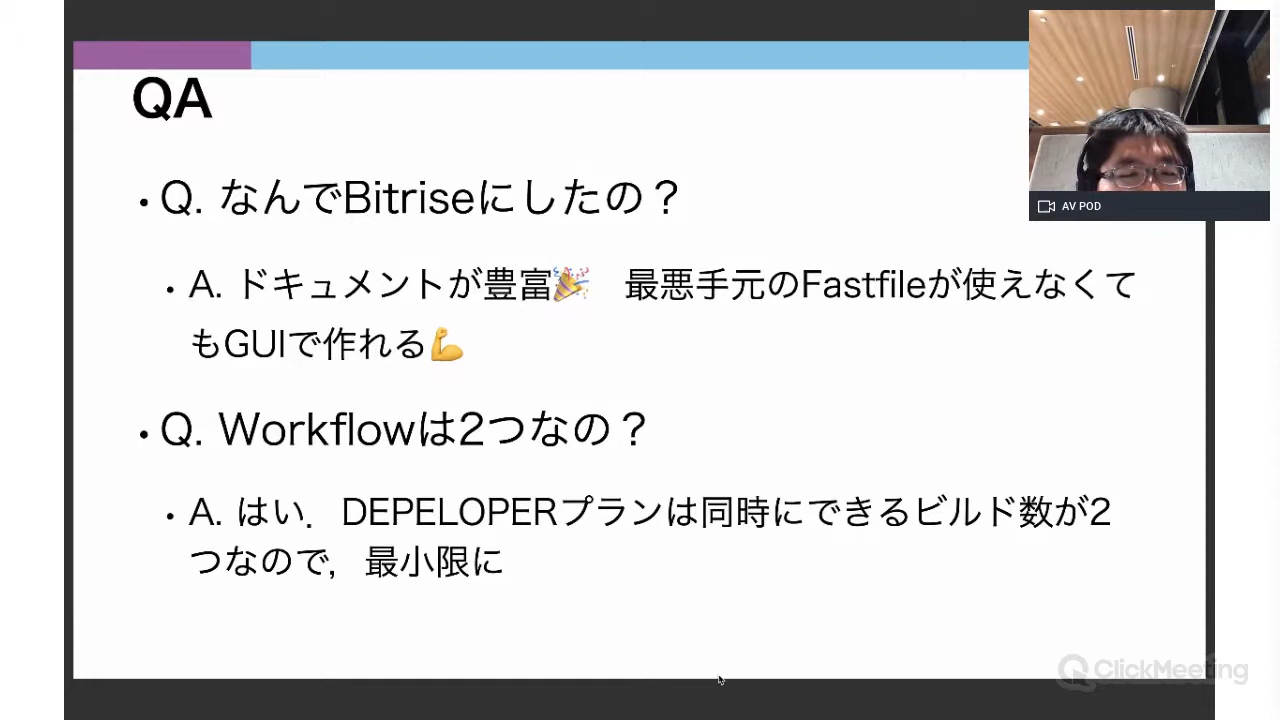 QA
・Q. なんでBitriseにしたの？
・A. ドキュメントが豊富🎉　最悪手元のFastfileが使えなくて
もGUIで作れる💪
・Q. Workflowは2つなの？
・A. はい．DEPELOPERプランは同時にできるビルド数が2
つなので，最小限に
AV POD
ClickMeeting